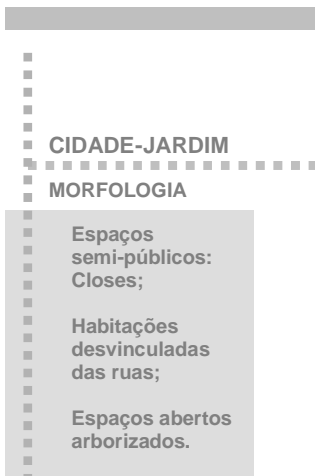 CIDADE-JARDIM
MORFOLOGIA
Espaços
semi-públicos:
Closes;
Habitações
desvinculadas
das ruas;
Espaços abertos
arborizados.